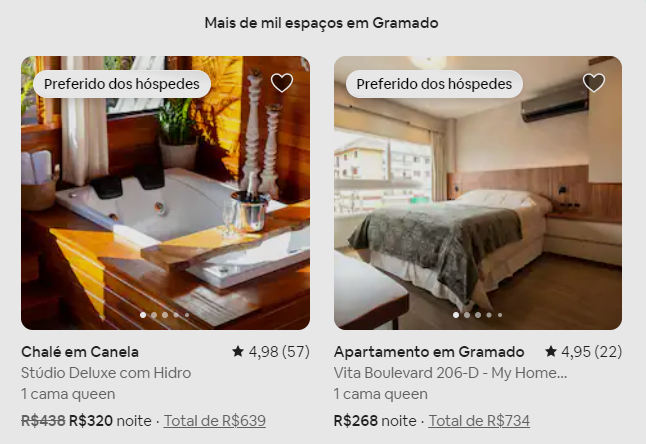 Mais de mil espaços em Gramado
Preferido dos hóspedes
Chalé em Canela 4,98 (57)
Stúdio Deluxe com Hidro
1 cama queen
R$438 R$320 noite · Total de R$639
Preferido dos hóspedes
Apartamento em Gramado 4,95 (22)
Vita Boulevard 206-D - My Home...
1 cama queen
R$268 noite · Total de R$734